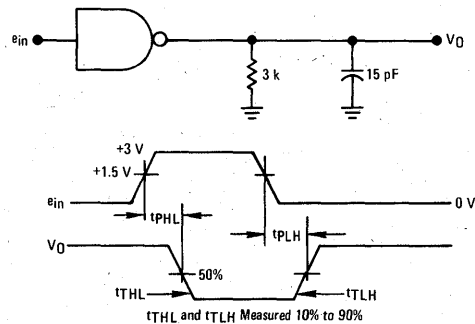 ein
VO
3 k
15 pF
+3 V
+1.5 V
ein
0 V
tPHL
tPLH
VO
50%
tTHL
tTLH
tTHL and tTLH Measured 10% to 90%